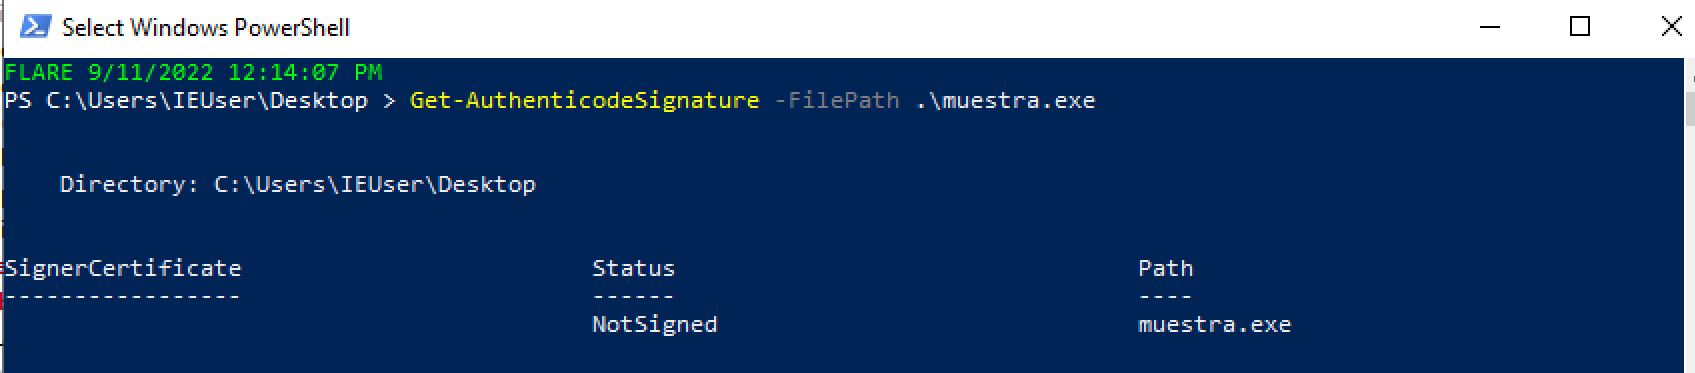 Select Windows PowerShell
FLARE 9/11/2022 12:14:07 PM
PS C:\Users\IEUser\Desktop > Get-AuthenticodeSignature -FilePath .\muestra.exe
Directory: C:\Users\IEUser\Desktop
SignerCertificate Status Path
----------------- ------ ----
NotSigned muestra.exe